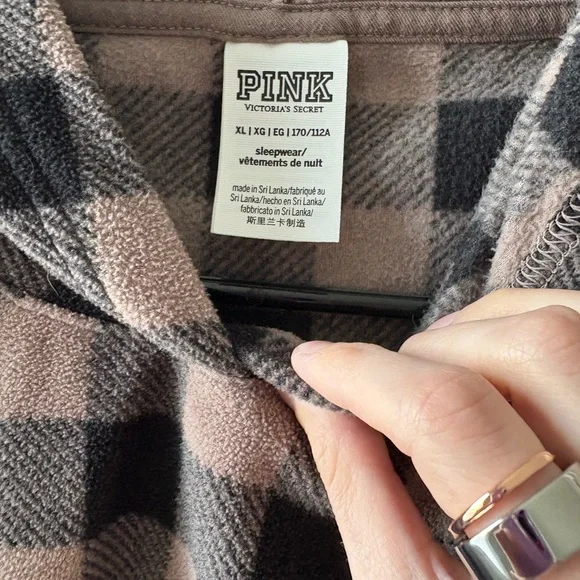 PINK
VICTORIA'S SECRET
XL | XG | EG | 170/112A
sleepwear/
vêtements de nuit
made in Sri Lanka/fabriqué au
Sri Lanka/hecho en Sri Lanka/
fabbricato in Sri Lanka/
斯里兰卡制造